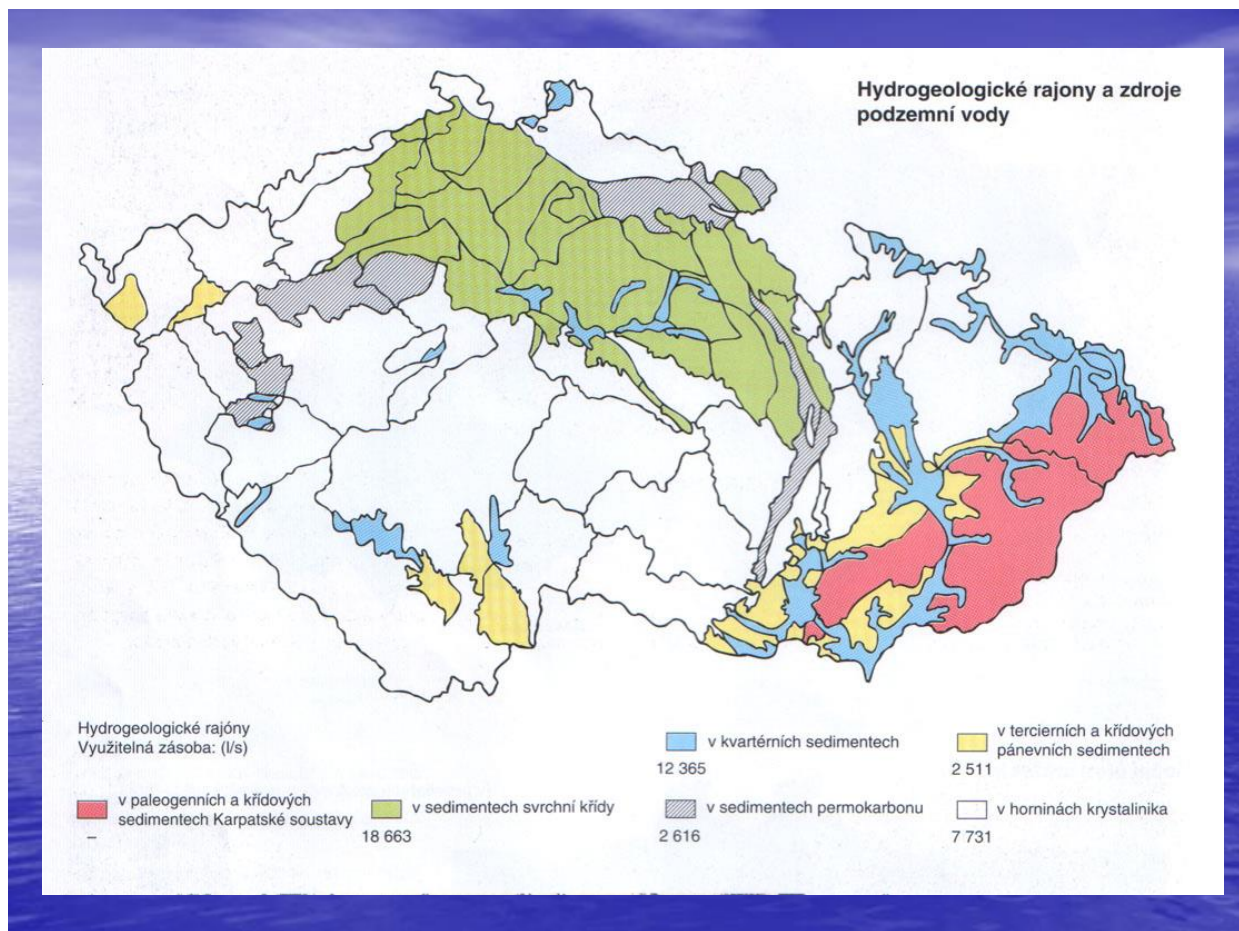 Hydrogeologické rajony a zdroje
podzemní vody
Hydrogeologické rajóny
Využitelná zásoba: (l/s)
v kvartérních sedimentech
12 365
v tercierních a křídových
pánevních sedimentech
2 511
v paleogenních a křídových
sedimentech Karpatské soustavy
–
v sedimentech svrchní křídy
18 663
v sedimentech permokarbonu
2 616
v horninách krystalinika
7 731